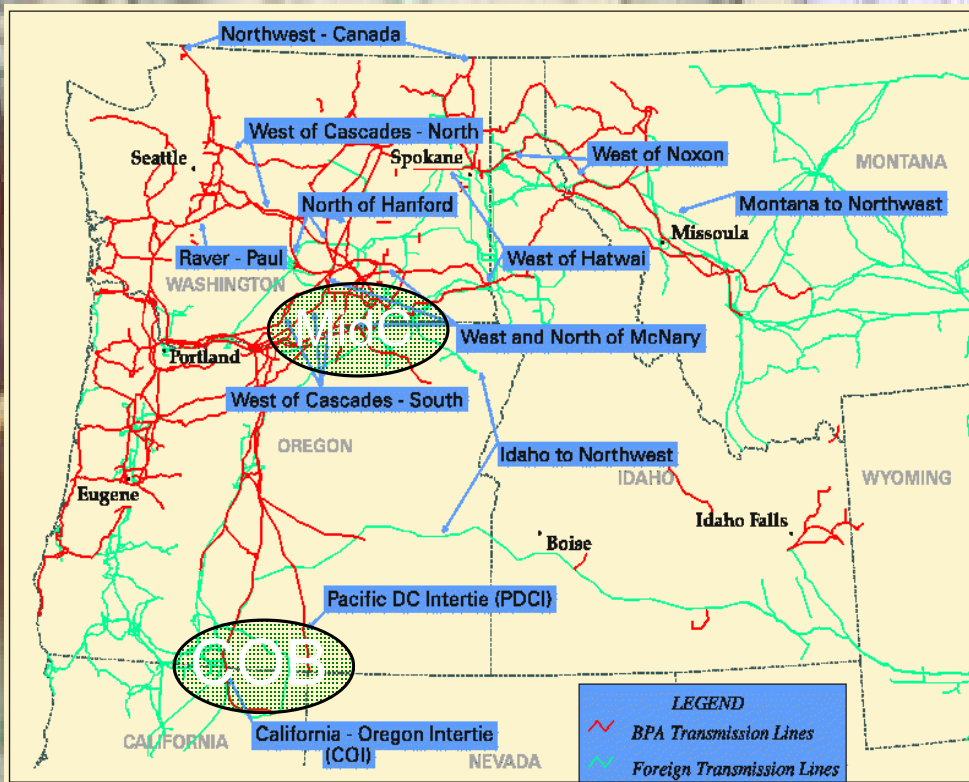 Northwest - Canada
West of Cascades - North
Seattle
Spokane
West of Noxon
MONTANA
North of Hanford
Montana to Northwest
Missoula
Raver - Paul
West of Hatwai
WASHINGTON
MidC
West and North of McNary
Portland
West of Cascades - South
OREGON
Idaho to Northwest
IDAHO
WYOMING
Eugene
Idaho Falls
Boise
Pacific DC Intertie (PDCI)
COB
LEGEND
BPA Transmission Lines
Foreign Transmission Lines
California - Oregon Intertie
(COI)
CALIFORNIA
NEVADA